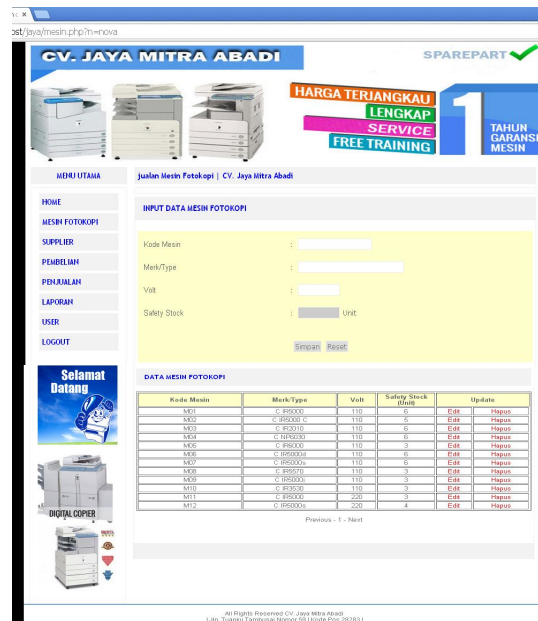 ost/jaya/mesin.php?n=nova
CV. JAYA MITRA ABADI
SPAREPART
HARGA TERJANGKAU
LENGKAP
SERVICE
FREE TRAINING
1 TAHUN
GARANSI
MESIN
MENU UTAMA
jualan Mesin Fotokopi | CV. Jaya Mitra Abadi
HOME
MESIN FOTOKOPI
SUPPLIER
PEMBELIAN
PENJUALAN
LAPORAN
USER
LOGOUT
INPUT DATA MESIN FOTOKOPI
Kode Mesin :
Merk/Type :
Volt :
Safety Stock : Unit
Simpan Reset
Selamat
Datang
DIGITAL COPIER
DATA MESIN FOTOKOPI
Kode Mesin Merk/Type Volt Safety Stock (Unit) Update
M01 C IR5000 110 6 Edit Hapus
M02 C IR5000 C 110 5 Edit Hapus
M03 C IR2010 110 6 Edit Hapus
M04 C NP6030 110 6 Edit Hapus
M05 C IR6000 110 3 Edit Hapus
M06 C IR5000d 110 6 Edit Hapus
M07 C IR5000s 110 6 Edit Hapus
M08 C IR5570 110 3 Edit Hapus
M09 C IR5000i 110 3 Edit Hapus
M10 C IR3530 110 3 Edit Hapus
M11 C IR5000 220 3 Edit Hapus
M12 C IR5000s 220 4 Edit Hapus
Previous - 1 - Next
All Rights Reserved CV. Jaya Mitra Abadi
Tuanku Tambusai Nomor 59 | Kode Pos 28283 |